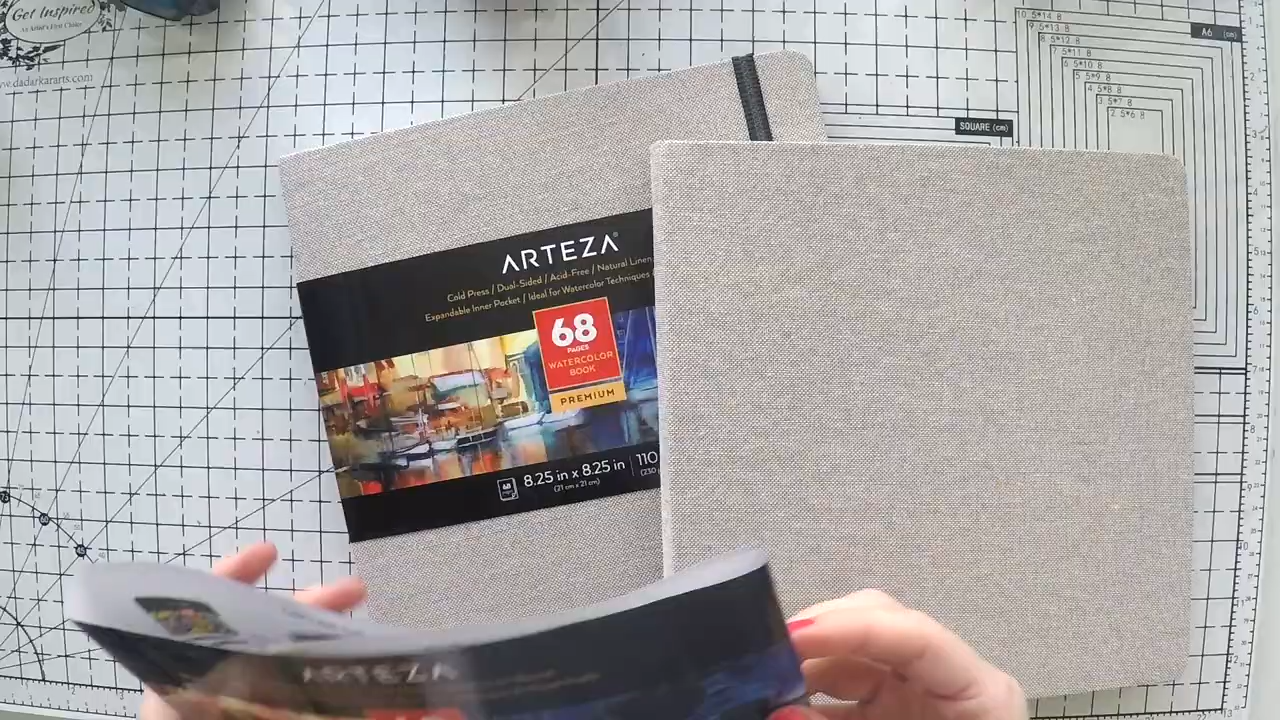 Get Inspired
www.dadarkararts.com
ARTEZA®
Cold Press / Dual-Sided / Acid-Free / Natural Linen
Expandable Inner Pocket / Ideal for Watercolor Techniques
68
PAGES
WATERCOLOR
BOOK
PREMIUM
68
8.25 in x 8.25 in
(21 cm x 21 cm)
110
(230
ARTEZA
A6 (cm)
SQUARE (cm)
10.5*14.8
9.5*13.8
8.5*12.8
7.5*11.8
6.5*10.8
5.5*9.8
4.5*8.8
3.5*7.8
2.5*6.8